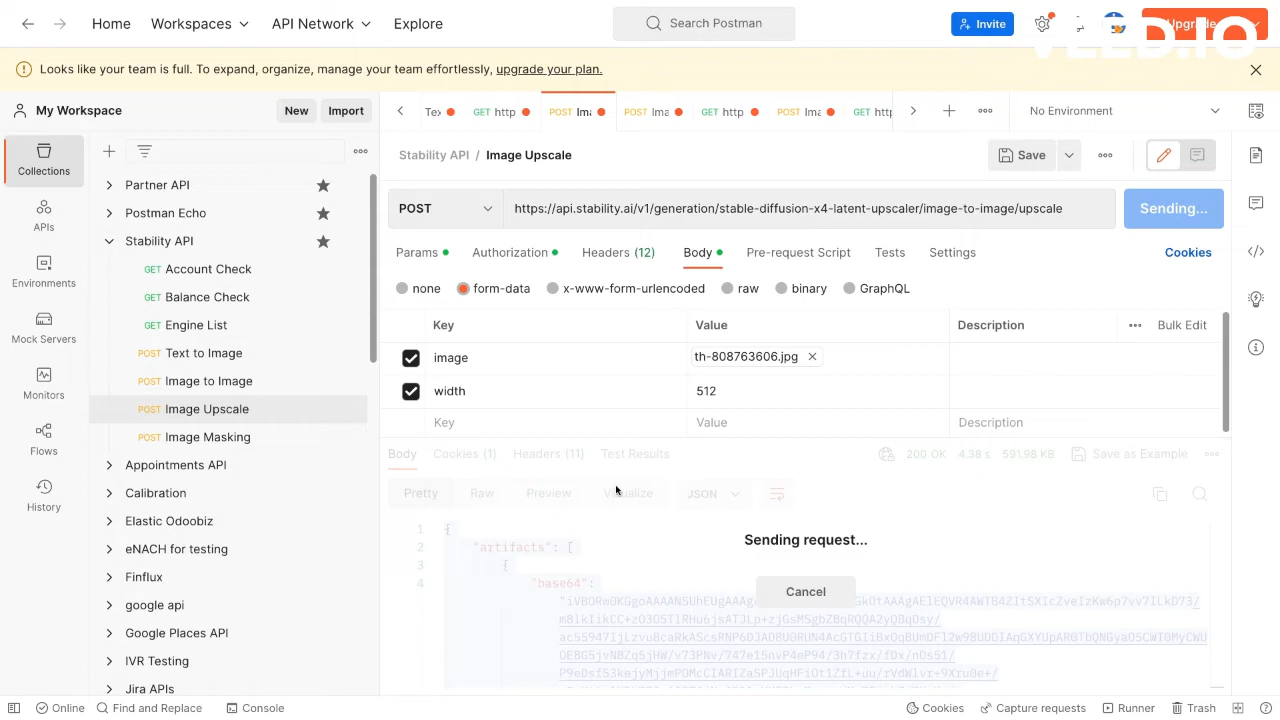 Home
Workspaces
API Network
Explore
Search Postman
Invite
Upgrade
VEED.IO
Looks like your team is full. To expand, organize, manage your team effortlessly, upgrade your plan.
My Workspace
New
Import
Tex
GET http
POST Ima
POST Ima
GET http
POST Ima
GET http
No Environment
Collections
APIs
Environments
Mock Servers
Monitors
Flows
History
Partner API
Postman Echo
Stability API
GET Account Check
GET Balance Check
GET Engine List
POST Text to Image
POST Image to Image
POST Image Upscale
POST Image Masking
Appointments API
Calibration
Elastic Odoobiz
eNACH for testing
Finflux
google api
Google Places API
IVR Testing
Jira APIs
Stability API / Image Upscale
Save
POST
https://api.stability.ai/v1/generation/stable-diffusion-x4-latent-upscaler/image-to-image/upscale
Sending...
Params
Authorization
Headers (12)
Body
Pre-request Script
Tests
Settings
Cookies
none
form-data
x-www-form-urlencoded
raw
binary
GraphQL
Key
Value
Description
Bulk Edit
image
th-808763606.jpg
width
512
Key
Value
Description
Body
Cookies (1)
Headers (11)
Test Results
200 OK
4.38 s
591.98 KB
Save as Example
Pretty
Raw
Preview
Visualize
JSON
1 {
2 "artifacts": [
3 {
4 "base64":
Sending request...
Cancel
Online
Find and Replace
Console
Cookies
Capture requests
Runner
Trash